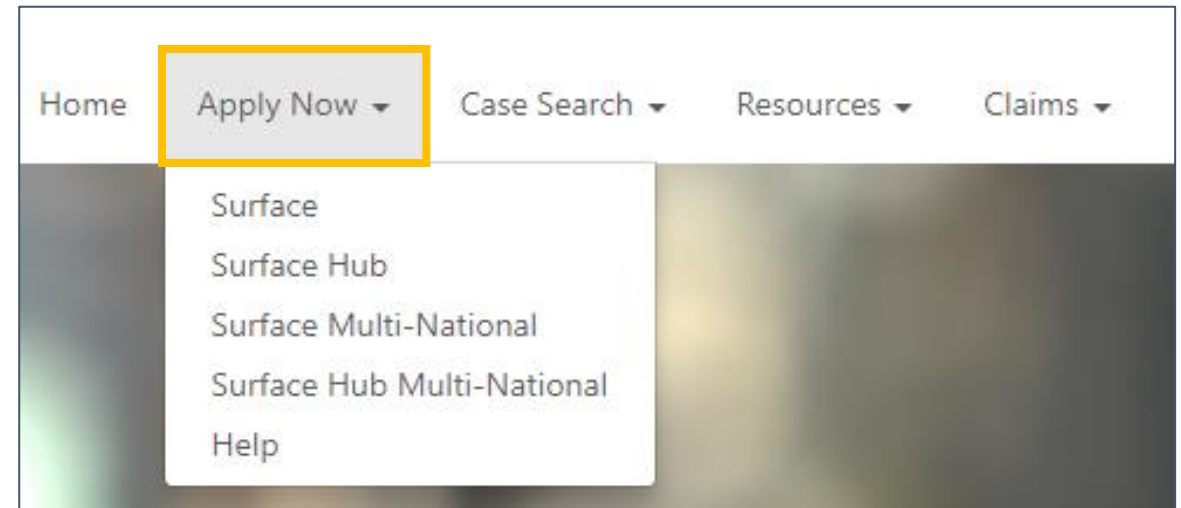 Home Apply Now Case Search Resources Claims
Surface
Surface Hub
Surface Multi-National
Surface Hub Multi-National
Help